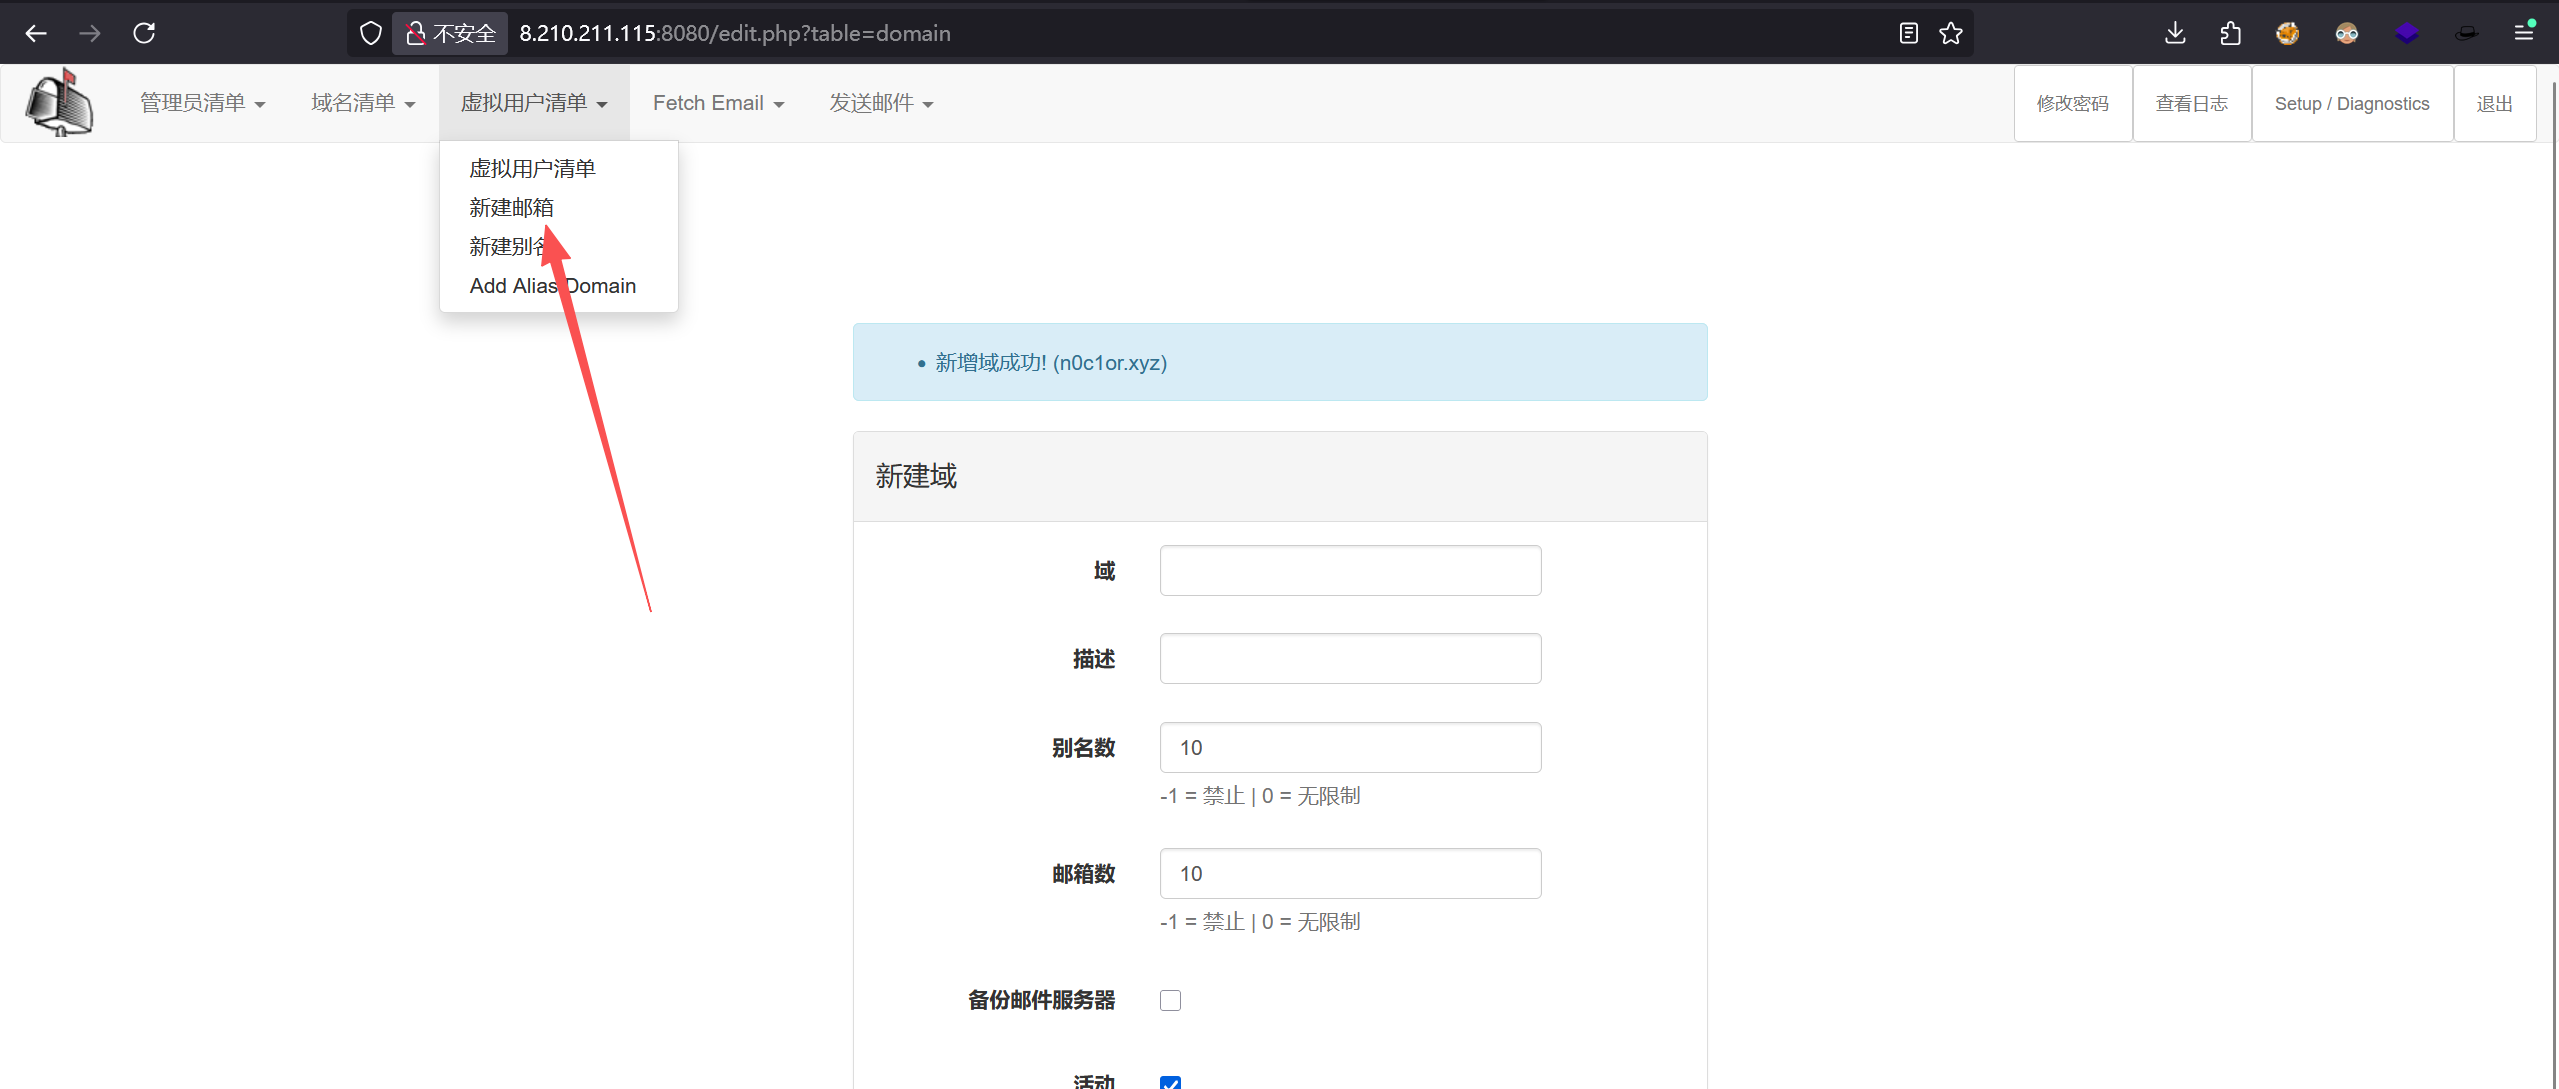 不安全 8.210.211.115:8080/edit.php?table=domain
管理员清单 域名清单 虚拟用户清单 Fetch Email 发送邮件 修改密码 查看日志 Setup / Diagnostics 退出
虚拟用户清单
新建邮箱
新建别名
Add Alias Domain
新增域成功! (n0c1or.xyz)
新建域
域
描述
别名数 10
-1 = 禁止 | 0 = 无限制
邮箱数 10
-1 = 禁止 | 0 = 无限制
备份邮件服务器
活动